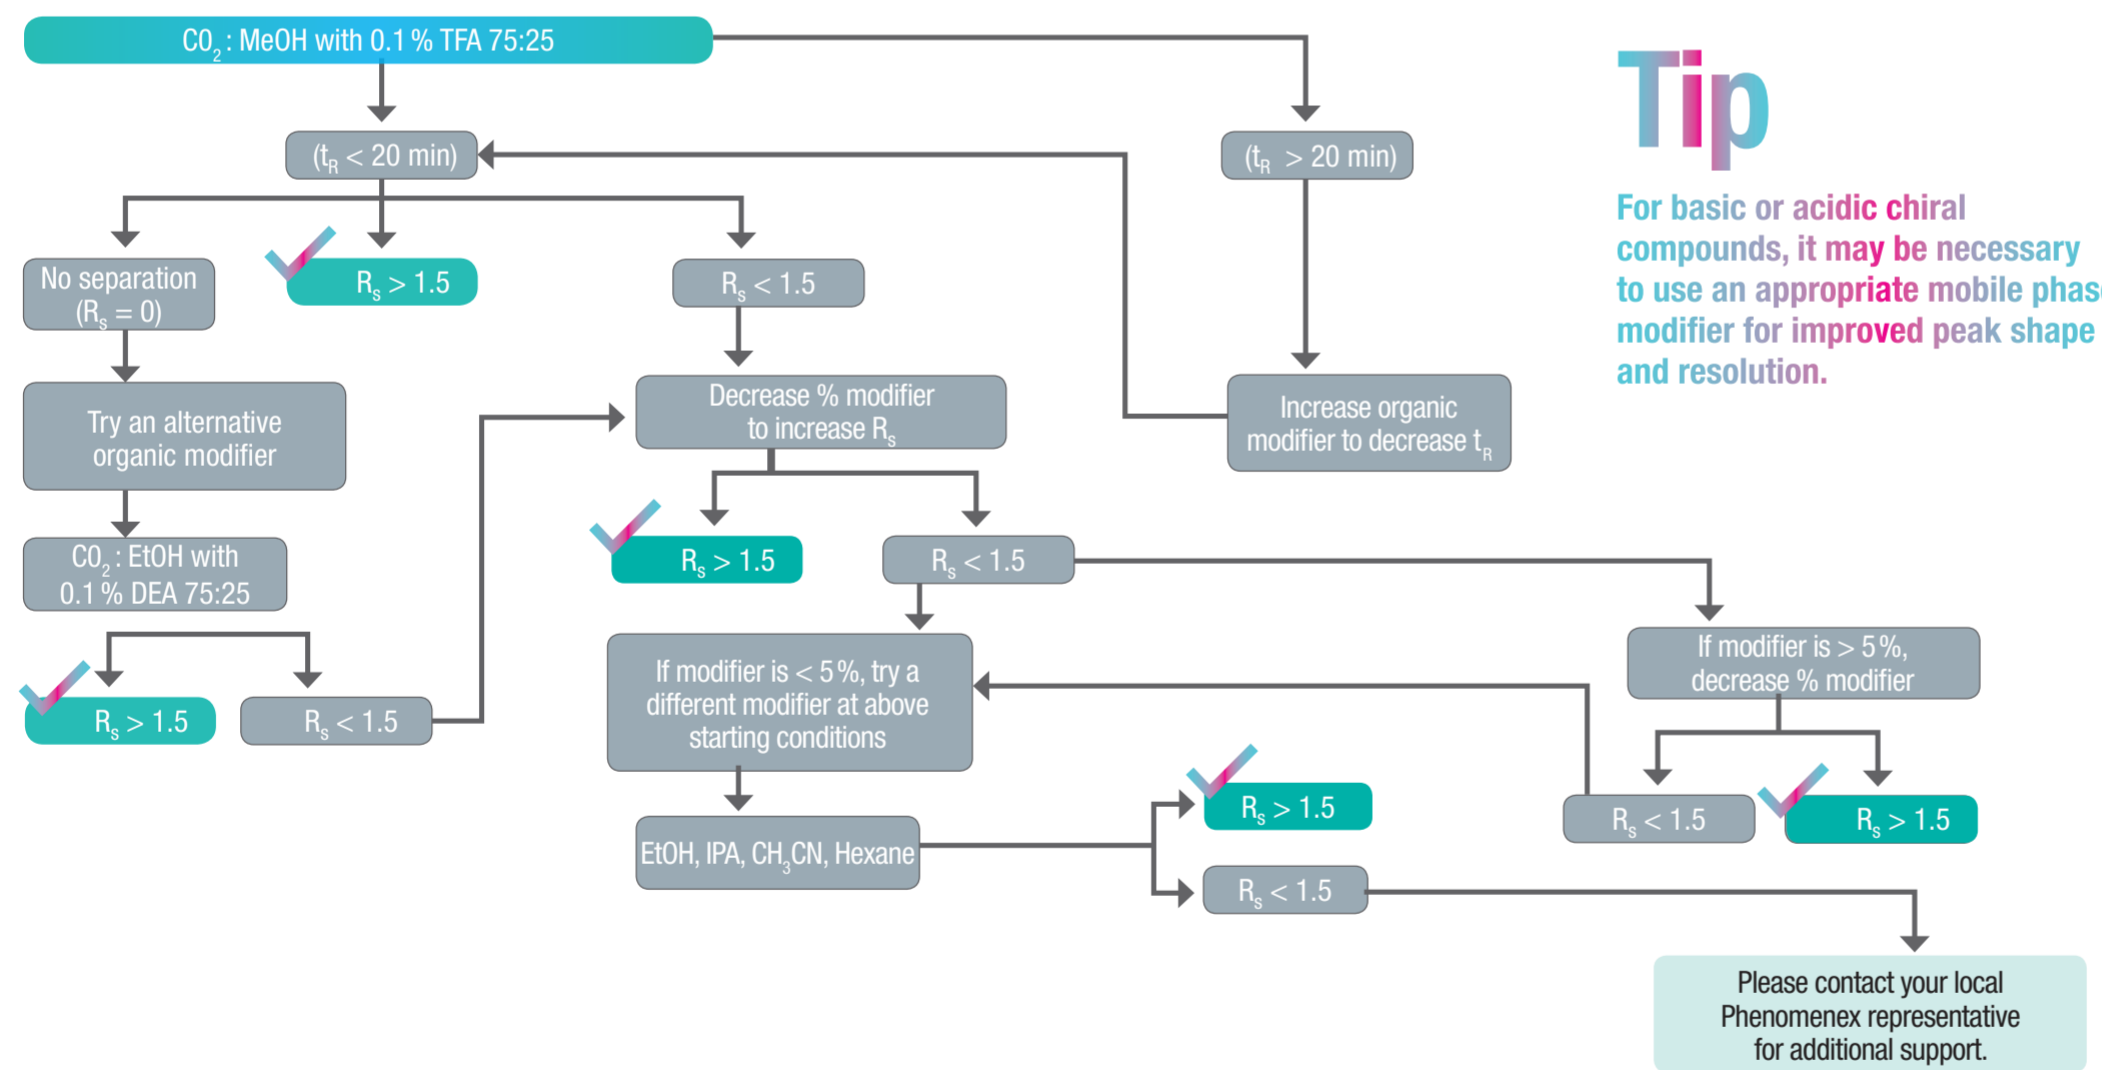 CO₂ : MeOH with 0.1 % TFA 75:25
(tR < 20 min)
(tR > 20 min)
Tip
For basic or acidic chiral
compounds, it may be necessary
to use an appropriate mobile phase
modifier for improved peak shape
and resolution.
No separation
(Rs = 0)
Rs > 1.5
Rs < 1.5
Try an alternative
organic modifier
Decrease % modifier
to increase Rs
Increase organic
modifier to decrease tR
CO₂ : EtOH with
0.1 % DEA 75:25
Rs > 1.5
Rs < 1.5
Rs > 1.5
Rs < 1.5
If modifier is < 5 %, try a
different modifier at above
starting conditions
If modifier is > 5 %,
decrease % modifier
EtOH, IPA, CH₃CN, Hexane
Rs > 1.5
Rs < 1.5
Rs < 1.5
Rs > 1.5
Please contact your local
Phenomenex representative
for additional support.